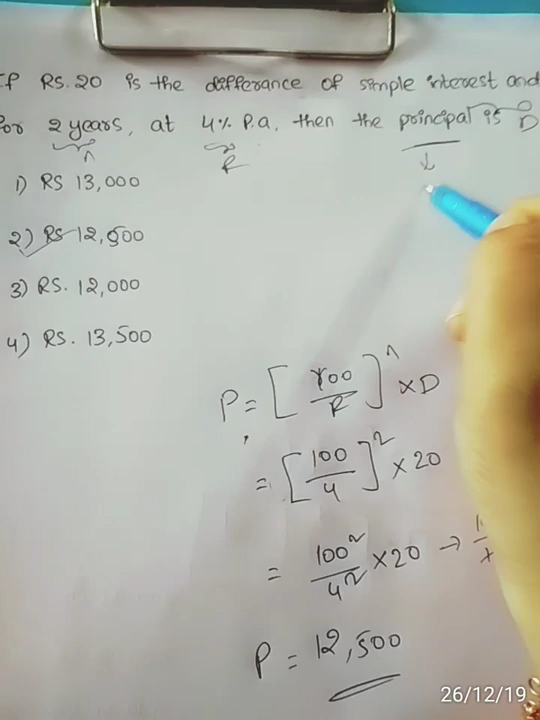 If RS. 20 is the differance of simple interest and
for 2 years, at 4% P.a. then the principal is D
n
R
1) RS 13,000
2) RS 12,500
3) RS. 12,000
4) RS. 13,500
P = [100/R]^n × D
= [100/4]^2 × 20
= 100^2/4^2 × 20 →
P = 12,500
26/12/19